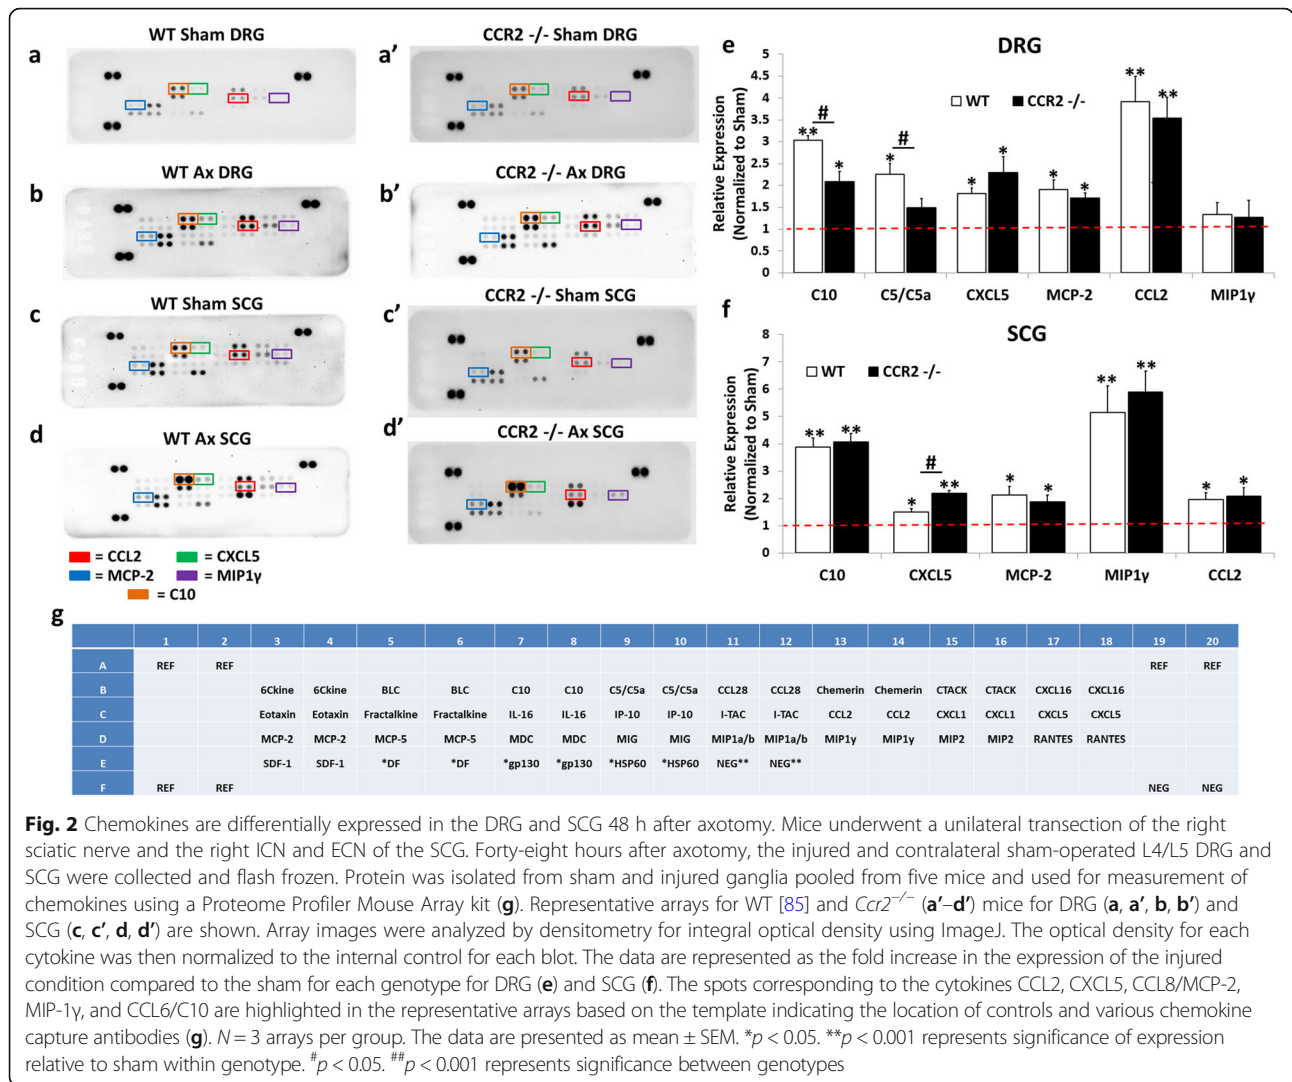 a
WT Sham DRG
a′
CCR2 -/- Sham DRG
b
WT Ax DRG
b′
CCR2 -/- Ax DRG
c
WT Sham SCG
c′
CCR2 -/- Sham SCG
d
WT Ax SCG
d′
CCR2 -/- Ax SCG
= CCL2
= CXCL5
= MCP-2
= MIP1γ
= C10
e
DRG
Relative Expression
(Normalized to Sham)
5
4.5
4
3.5
3
2.5
2
1.5
1
0.5
0
WT
CCR2 -/-
** # *
* #
* *
* *
** **
C10 C5/C5a CXCL5 MCP-2 CCL2 MIP1γ
f
SCG
Relative Expression
(Normalized to Sham)
8
7
6
5
4
3
2
1
0
WT
CCR2 -/-
** **
* # **
* *
** **
* *
C10 CXCL5 MCP-2 MIP1γ CCL2
g
1 2 3 4 5 6 7 8 9 10 11 12 13 14 15 16 17 18 19 20
A REF REF REF REF
B 6Ckine 6Ckine BLC BLC C10 C10 C5/C5a C5/C5a CCL28 CCL28 Chemerin Chemerin CTACK CTACK CXCL16 CXCL16
C Eotaxin Eotaxin Fractalkine Fractalkine IL-16 IL-16 IP-10 IP-10 I-TAC I-TAC CCL2 CCL2 CXCL1 CXCL1 CXCL5 CXCL5
D MCP-2 MCP-2 MCP-5 MCP-5 MDC MDC MIG MIG MIP1a/b MIP1a/b MIP1γ MIP1γ MIP2 MIP2 RANTES RANTES
E SDF-1 SDF-1 *DF *DF *gp130 *gp130 *HSP60 *HSP60 NEG** NEG**
F REF REF NEG NEG
Fig. 2 Chemokines are differentially expressed in the DRG and SCG 48 h after axotomy. Mice underwent a unilateral transection of the right
sciatic nerve and the right ICN and ECN of the SCG. Forty-eight hours after axotomy, the injured and contralateral sham-operated L4/L5 DRG and
SCG were collected and flash frozen. Protein was isolated from sham and injured ganglia pooled from five mice and used for measurement of
chemokines using a Proteome Profiler Mouse Array kit (g). Representative arrays for WT [85] and Ccr2−/− (a′–d′) mice for DRG (a, a′, b, b′) and
SCG (c, c′, d, d′) are shown. Array images were analyzed by densitometry for integral optical density using ImageJ. The optical density for each
cytokine was then normalized to the internal control for each blot. The data are represented as the fold increase in the expression of the injured
condition compared to the sham for each genotype for DRG (e) and SCG (f). The spots corresponding to the cytokines CCL2, CXCL5, CCL8/MCP-2,
MIP-1γ, and CCL6/C10 are highlighted in the representative arrays based on the template indicating the location of controls and various chemokine
capture antibodies (g). N = 3 arrays per group. The data are presented as mean ± SEM. *p < 0.05. **p < 0.001 represents significance of expression
relative to sham within genotype. #p < 0.05. ##p < 0.001 represents significance between genotypes